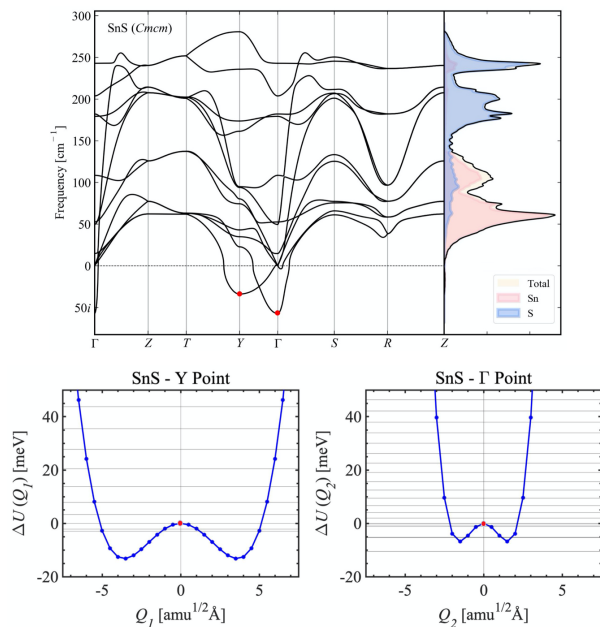 SnS (Cmcm)
Frequency [cm⁻¹]
300
250
200
150
100
50
0
50i
Γ Z T Y Γ S R Z
Total
Sn
S
SnS - Y Point
ΔU(Q₁) [meV]
40
20
0
-20
-5 0 5
Q₁ [amu^1/2Å]
SnS - Γ Point
ΔU(Q₂) [meV]
40
20
0
-20
-5 0 5
Q₂ [amu^1/2Å]